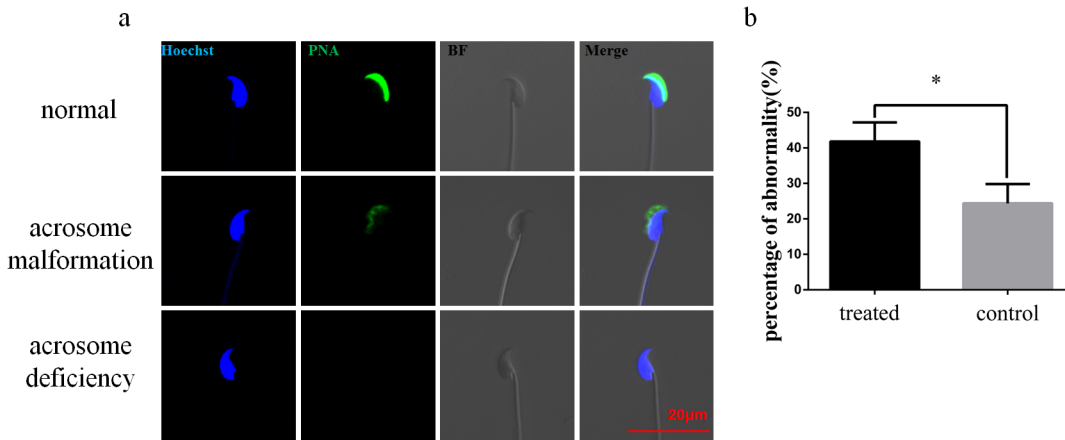 a
Hoechst
PNA
BF
Merge
normal
acrosome
malformation
acrosome
deficiency
20μm
b
percentage of abnormality(%)
*
50
40
30
20
10
0
treated
control